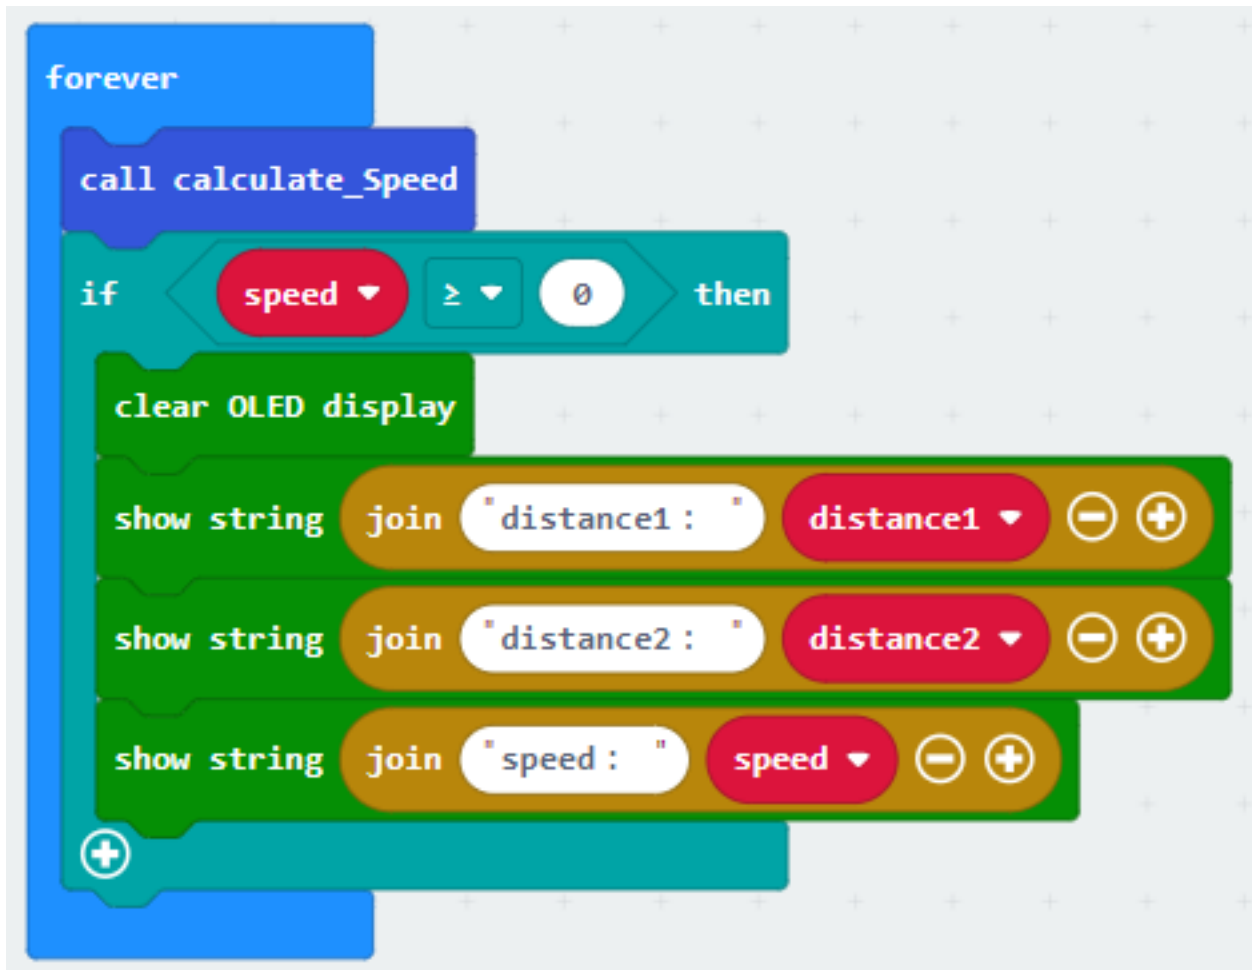 forever
call calculate_Speed
if speed ≥ 0 then
clear OLED display
show string join "distance1: " distance1
show string join "distance2: " distance2
show string join "speed: " speed